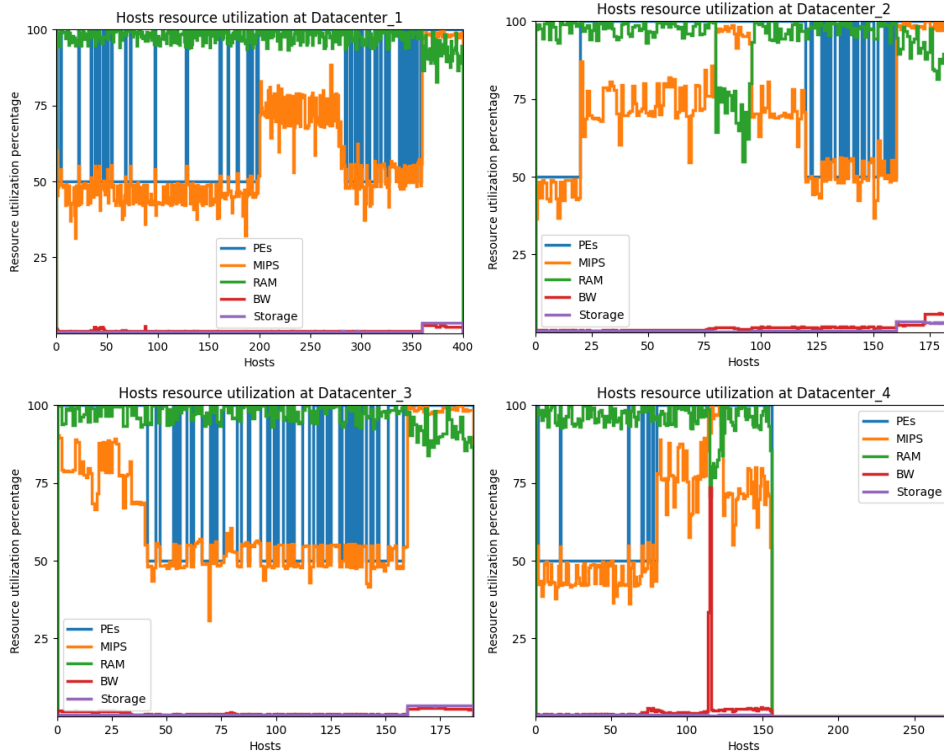 Hosts resource utilization at Datacenter_1
Resource utilization percentage
100
75
50
25
PEs
MIPS
RAM
BW
Storage
0 50 100 150 200 250 300 350 400
Hosts
Hosts resource utilization at Datacenter_2
Resource utilization percentage
100
75
50
25
PEs
MIPS
RAM
BW
Storage
0 25 50 75 100 125 150 175
Hosts
Hosts resource utilization at Datacenter_3
Resource utilization percentage
100
75
50
25
PEs
MIPS
RAM
BW
Storage
0 25 50 75 100 125 150 175
Hosts
Hosts resource utilization at Datacenter_4
Resource utilization percentage
100
75
50
25
PEs
MIPS
RAM
BW
Storage
0 50 100 150 200 250
Hosts